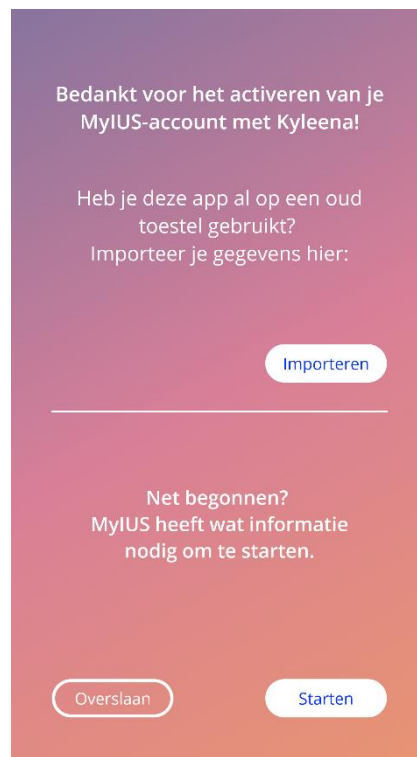 Bedankt voor het activeren van je
MyIUS-account met Kyleena!
Heb je deze app al op een oud
toestel gebruikt?
Importeer je gegevens hier:
Importeren
Net begonnen?
MyIUS heeft wat informatie
nodig om te starten.
Overslaan
Starten